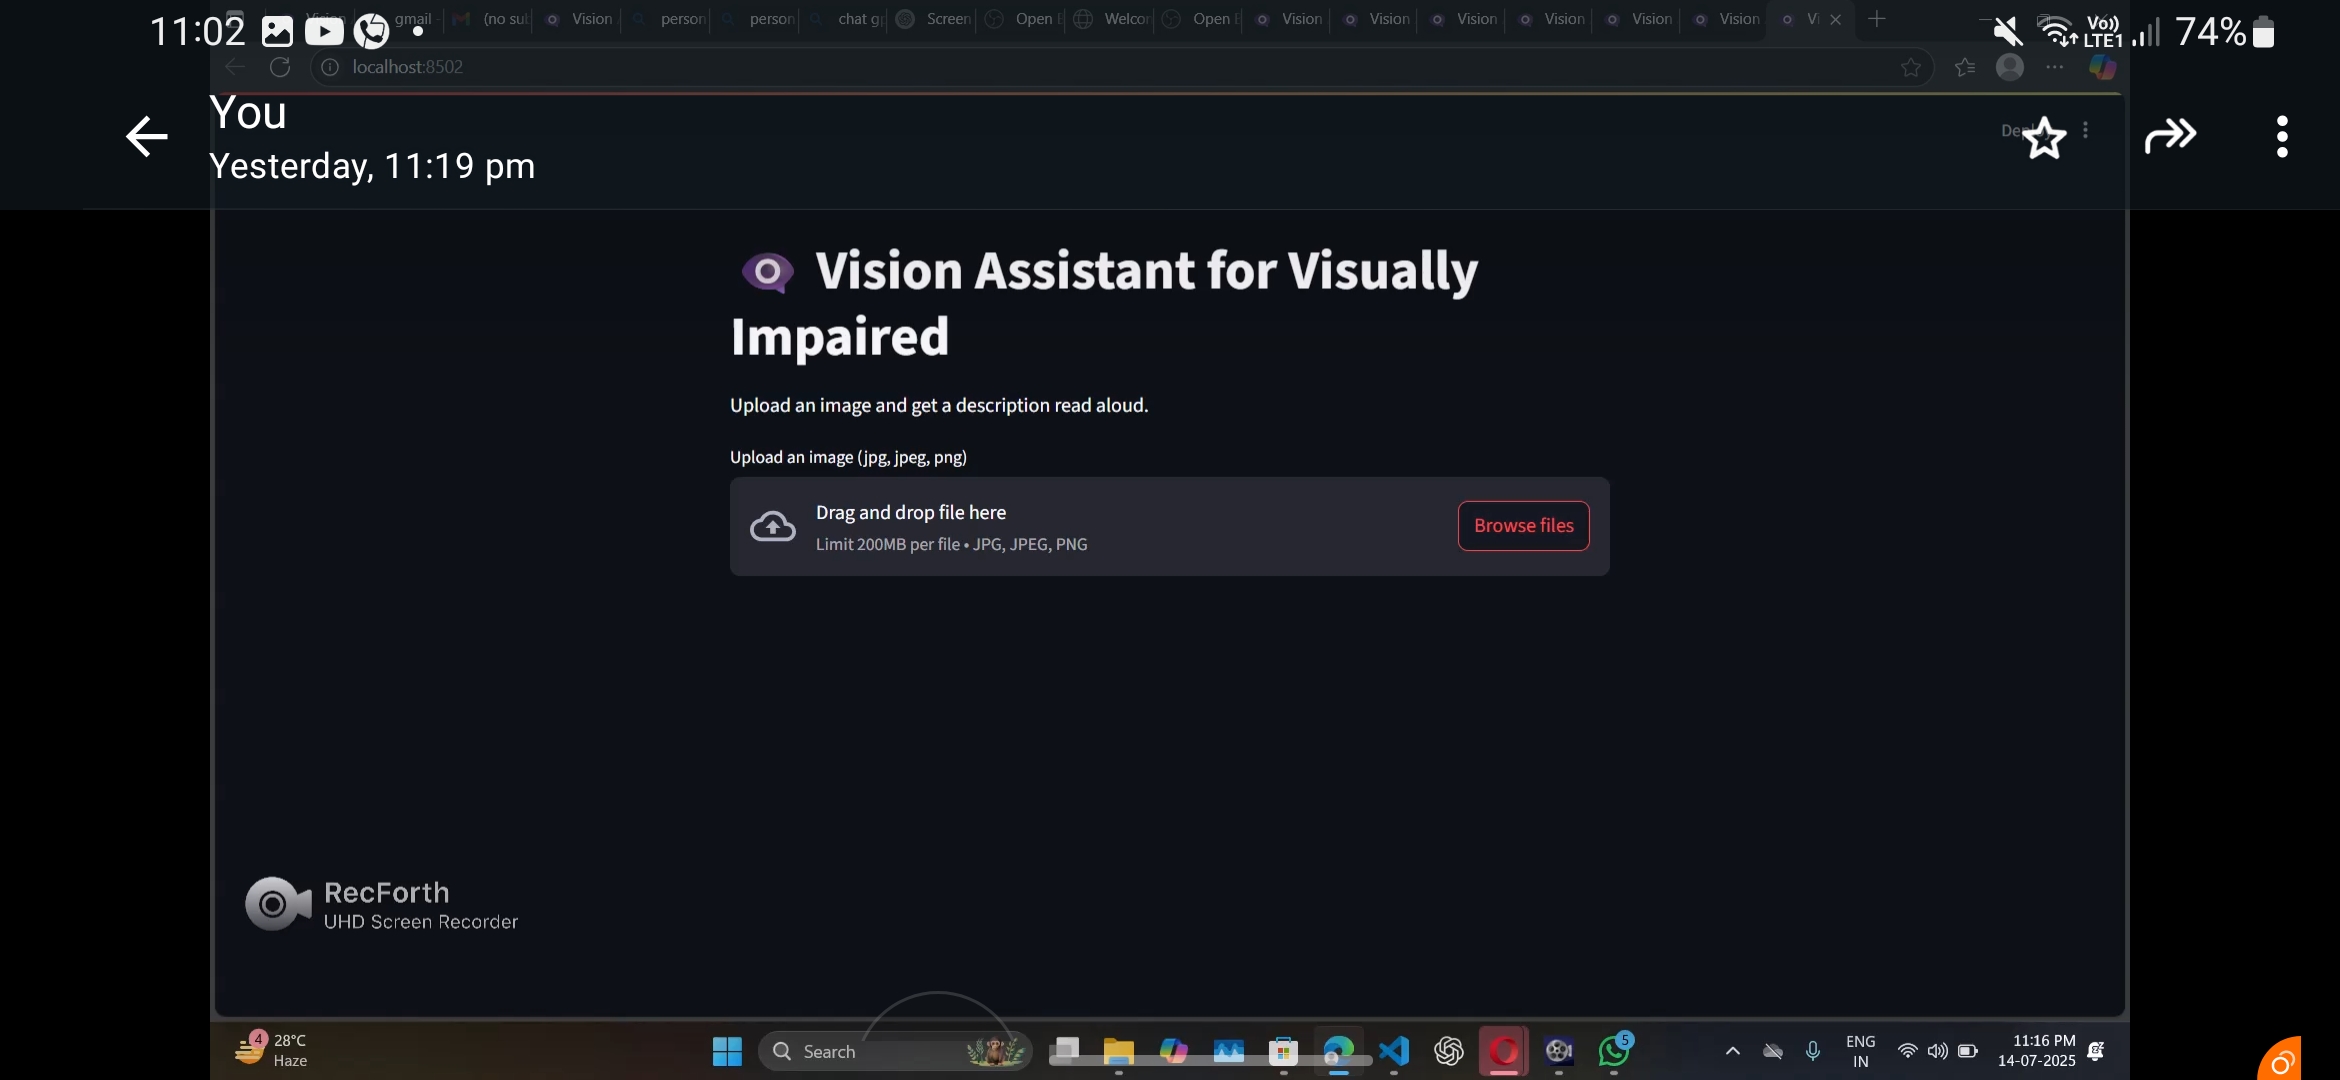 11:02
gmail
(no su
Vision
person
person
chat g
Screen
Open
Welcor
Open
Vision
Vision
Vision
Vision
Vision
Vision
Vi
Vo))
LTE1
74%
localhost:8502
You
Yesterday, 11:19 pm
Vision Assistant for Visually
Impaired
Upload an image and get a description read aloud.
Upload an image (jpg, jpeg, png)
Drag and drop file here
Limit 200MB per file • JPG, JPEG, PNG
Browse files
RecForth
UHD Screen Recorder
4
28°C
Haze
Search
5
ENG
IN
11:16 PM
14-07-2025